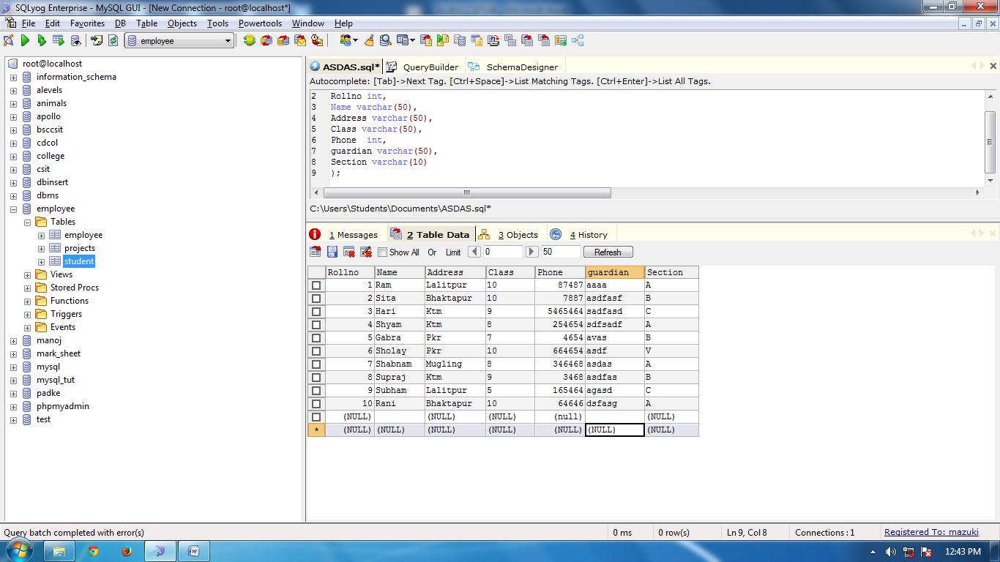 SQLyog Enterprise - MySQL GUI - [New Connection - root@localhost*]
File Edit Favorites DB Table Objects Tools Powertools Window Help
employee
root@localhost
information_schema
alevels
animals
apollo
bsccsit
cdcol
college
csit
dbinsert
dbms
employee
Tables
employee
projects
student
Views
Stored Procs
Functions
Triggers
Events
manoj
mark_sheet
mysql
mysql_tut
padke
phpmyadmin
test
ASDAS.sql* QueryBuilder SchemaDesigner
Autocomplete: [Tab]->Next Tag. [Ctrl+Space]->List Matching Tags. [Ctrl+Enter]->List All Tags.
2 Rollno int,
3 Name varchar(50),
4 Address varchar(50),
5 Class varchar(50),
6 Phone  int,
7 guardian varchar(50),
8 Section varchar(10)
9 );
C:\Users\Students\Documents\ASDAS.sql*
1 Messages 2 Table Data 3 Objects 4 History
Show All Or Limit 0 50 Refresh
Rollno Name Address Class Phone guardian Section
1 Ram Lalitpur 10 87487 aaaa A
2 Sita Bhaktapur 10 7887 asdfasf B
3 Hari Ktm 9 5465464 sadfasd C
4 Shyam Ktm 8 254654 sdfsadf A
5 Gabra Pkr 7 4654 avas B
6 Sholay Pkr 10 664654 asdf V
7 Shabnam Mugling 8 346468 asdas A
8 Supraj Ktm 9 3468 asdfas B
9 Subham Lalitpur 5 165464 agasd C
10 Rani Bhaktapur 10 64646 dsfasg A
(NULL) (NULL) (NULL) (null) (NULL)
* (NULL) (NULL) (NULL) (NULL) (NULL) (NULL) (NULL)
Query batch completed with error(s) 0 ms 0 row(s) Ln 9, Col 8 Connections : 1 Registered To: mazuki
12:43 PM